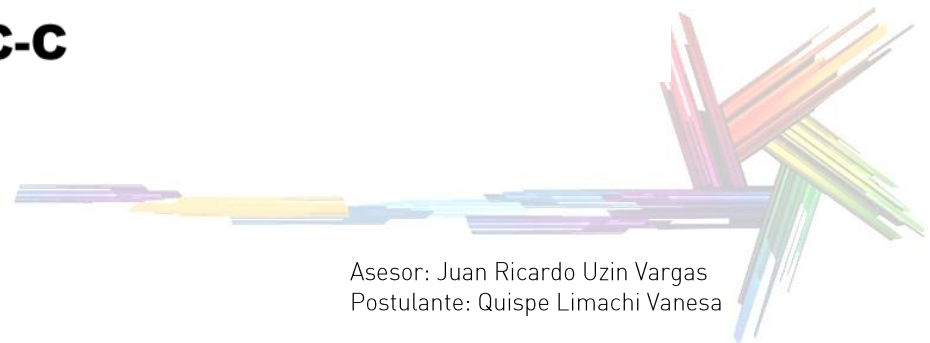 C-C
Asesor: Juan Ricardo Uzin Vargas
Postulante: Quispe Limachi Vanesa